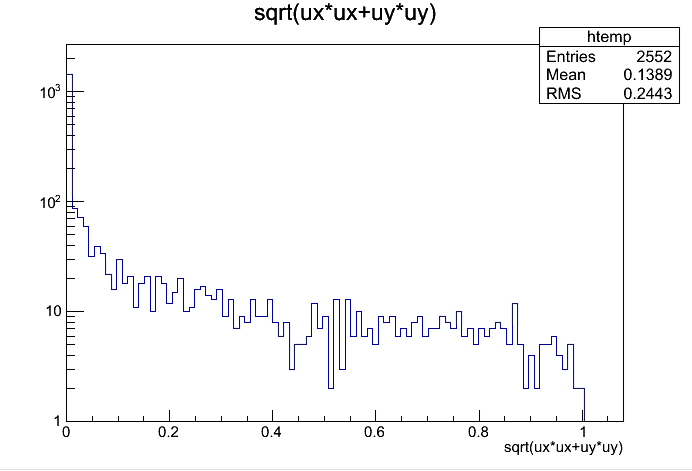 sqrt(ux*ux+uy*uy)
htemp
Entries 2552
Mean 0.1389
RMS 0.2443
10³
10²
10
1
0 0.2 0.4 0.6 0.8 1
sqrt(ux*ux+uy*uy)